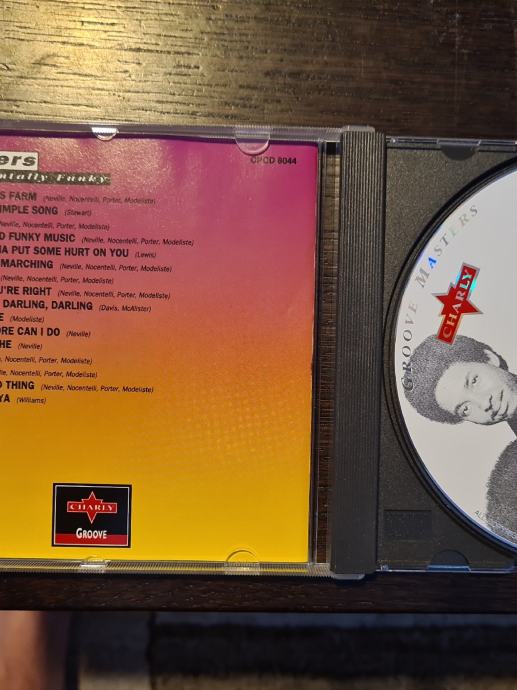 ers
ntally Funky
CPCD 8044
S FARM (Neville, Nocentelli, Porter, Modeliste)
IMPLE SONG (Stewart)
Neville, Nocentelli, Porter, Modeliste)
D FUNKY MUSIC (Neville, Nocentelli, Porter, Modeliste)
NA PUT SOME HURT ON YOU (Lewis)
MARCHING (Neville, Nocentelli, Porter, Modeliste)
(Neville, Nocentelli, Porter, Modeliste)
U'RE RIGHT (Neville, Nocentelli, Porter, Modeliste)
DARLING, DARLING (Davis, McAlister)
E (Modeliste)
ORE CAN I DO (Neville)
HE (Neville)
, Nocentelli, Porter, Modeliste)
lle, Nocentelli, Porter, Modeliste)
D THING (Neville, Nocentelli, Porter, Modeliste)
YA (Williams)
CHARLY
GROOVE
GROOVE MASTERS
CHARLY